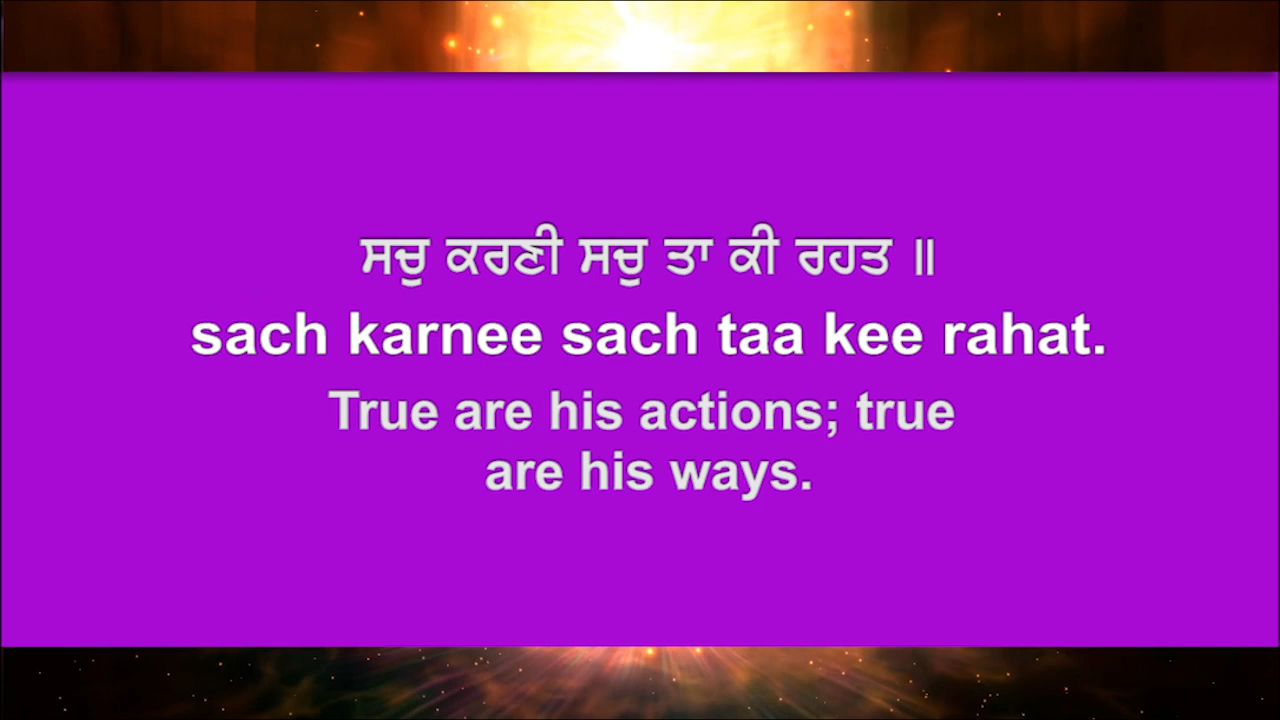 ਸਚੁ ਕਰਣੀ ਸਚੁ ਤਾ ਕੀ ਰਹਤ ॥
sach karnee sach taa kee rahat.
True are his actions; true
are his ways.